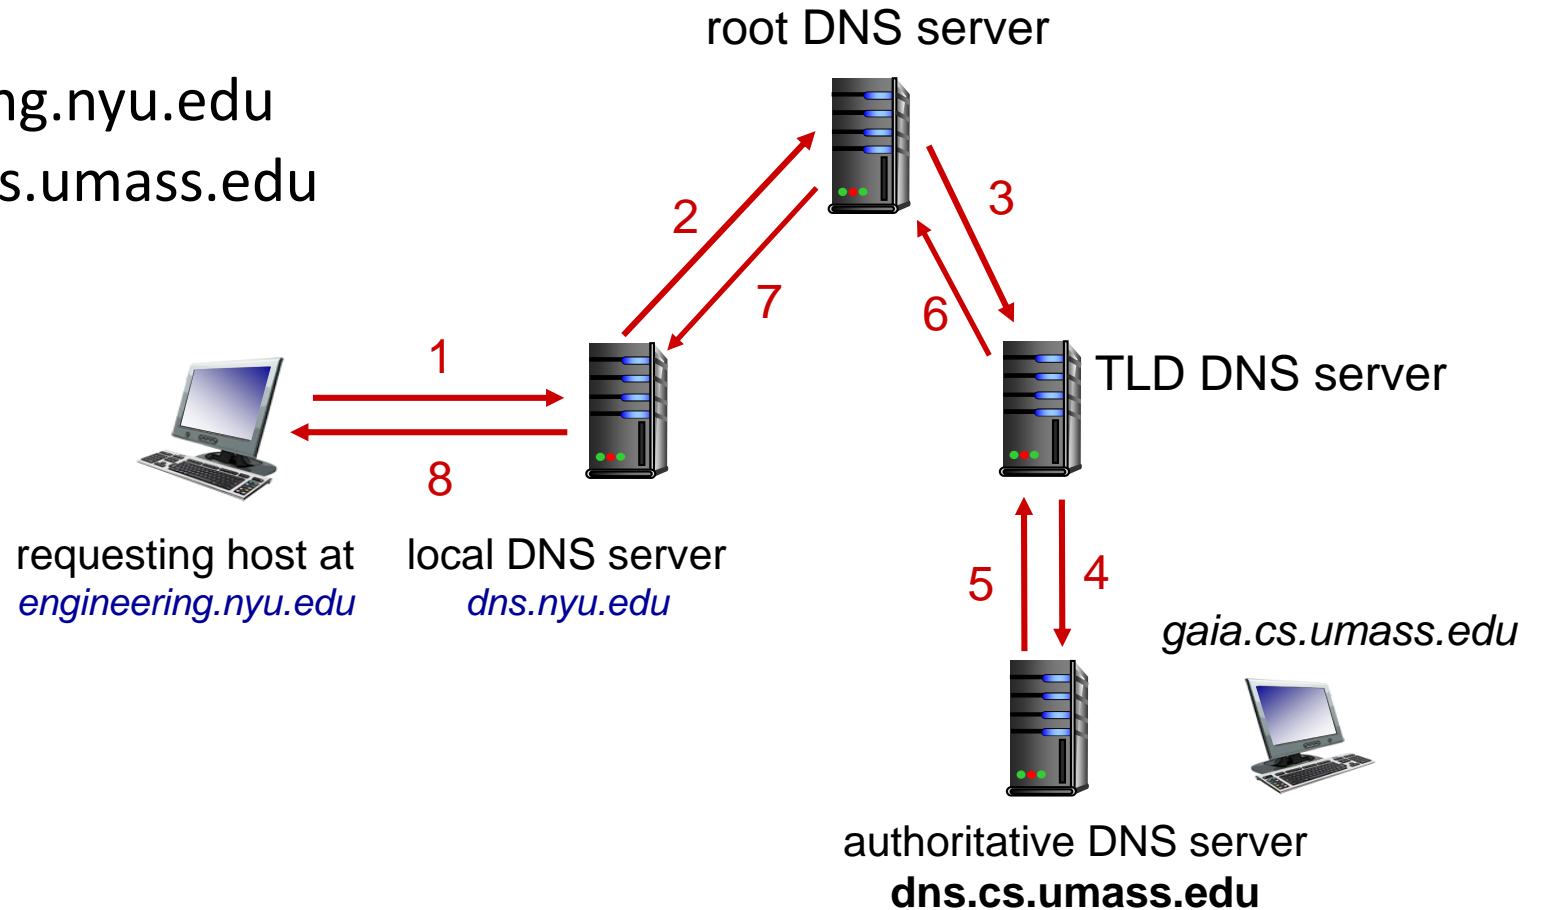 root DNS server
ng.nyu.edu
s.umass.edu
2
3
7
6
1
TLD DNS server
8
requesting host at
engineering.nyu.edu
local DNS server
dns.nyu.edu
5
4
gaia.cs.umass.edu
authoritative DNS server
dns.cs.umass.edu